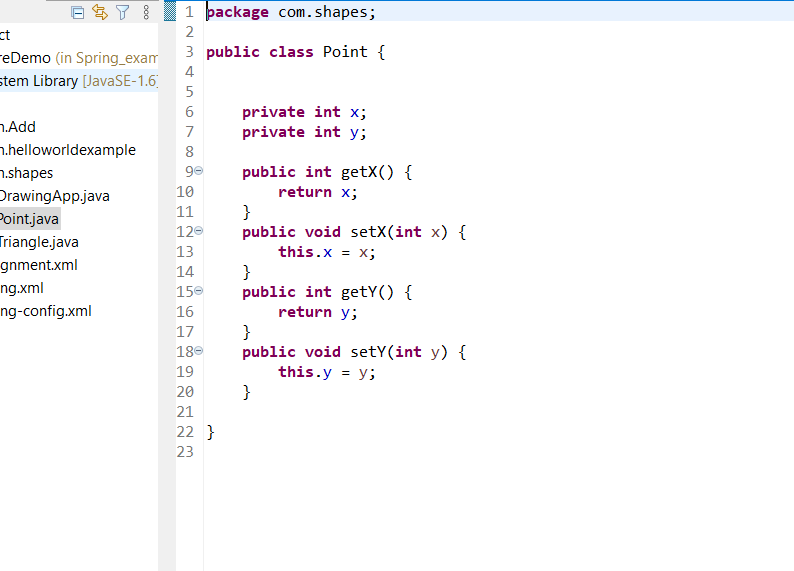 ct
reDemo (in Spring_exam
stem Library [JavaSE-1.6]
n.Add
n.helloworldexample
n.shapes
DrawingApp.java
Point.java
Triangle.java
gnment.xml
ng.xml
ng-config.xml
1 package com.shapes;
2
3 public class Point {
4
5
6 private int x;
7 private int y;
8
9 public int getX() {
10 return x;
11 }
12 public void setX(int x) {
13 this.x = x;
14 }
15 public int getY() {
16 return y;
17 }
18 public void setY(int y) {
19 this.y = y;
20 }
21
22 }
23